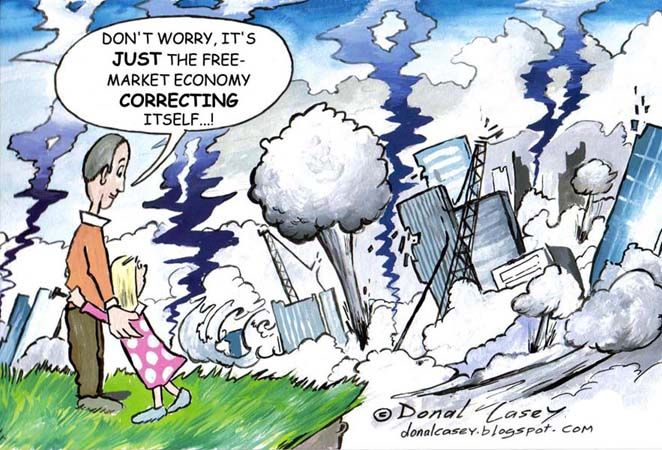 DON'T WORRY, IT'S
JUST THE FREE-
MARKET ECONOMY
CORRECTING
ITSELF...!
© Donal Casey.
donalcasey.blogspot.com